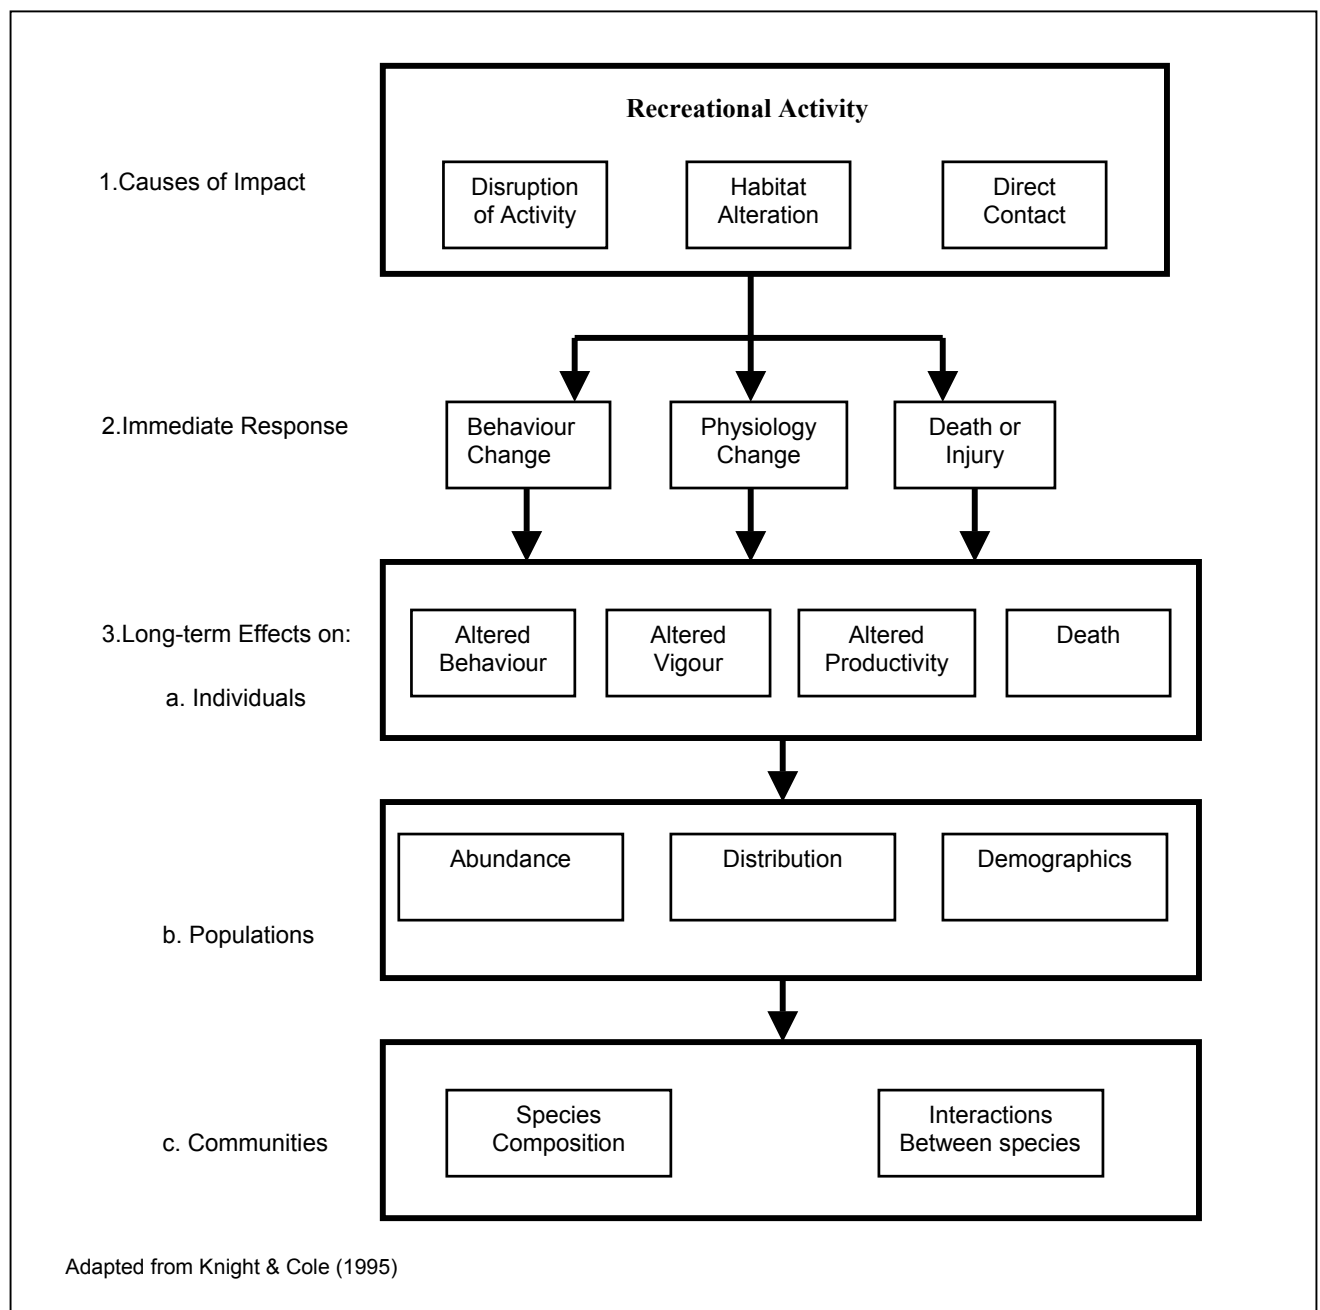 Recreational Activity
1.Causes of Impact
Disruption
of Activity
Habitat
Alteration
Direct
Contact
2.Immediate Response
Behaviour
Change
Physiology
Change
Death or
Injury
3.Long-term Effects on:
a. Individuals
Altered
Behaviour
Altered
Vigour
Altered
Productivity
Death
b. Populations
Abundance
Distribution
Demographics
c. Communities
Species
Composition
Interactions
Between species
Adapted from Knight & Cole (1995)